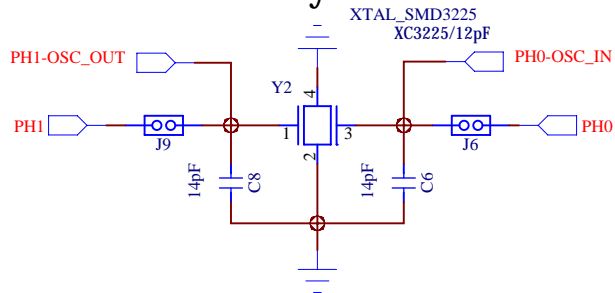 XTAL_SMD3225
XC3225/12pF
PH1-OSC_OUT
PH0-OSC_IN
Y2
4
PH1
1
3
PH0
J9
J6
2
14pF
C8
14pF
C6